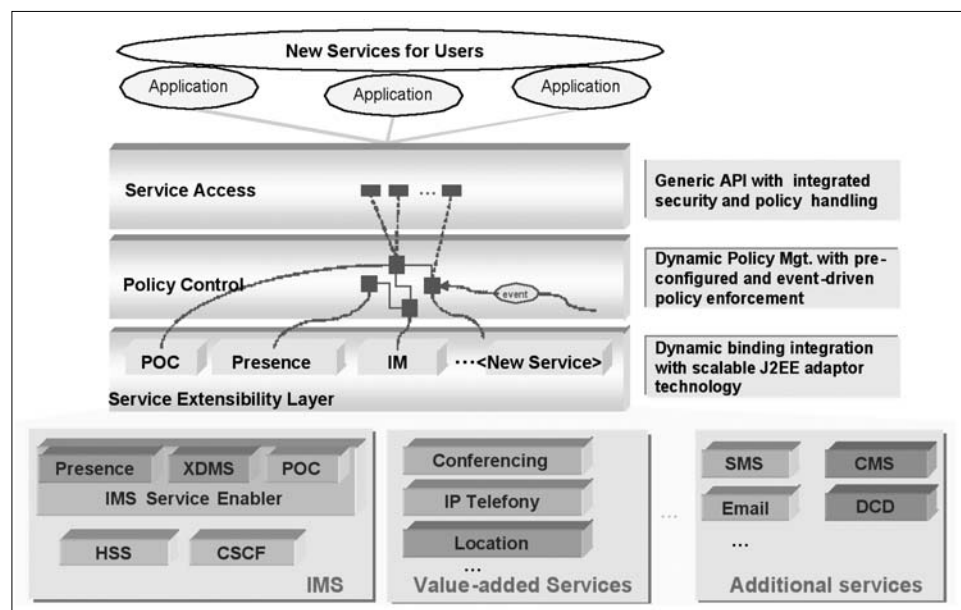 New Services for Users
Application
Application
Application
Service Access
...
Generic API with integrated
security and policy handling
Policy Control
event
Dynamic Policy Mgt. with pre-
configured and event-driven
policy enforcement
POC
Presence
IM
...<New Service>
Service Extensibility Layer
Dynamic binding integration
with scalable J2EE adaptor
technology
Presence
XDMS
POC
IMS Service Enabler
HSS
CSCF
IMS
Conferencing
IP Telefony
Location
...
Value-added Services
...
SMS
CMS
Email
DCD
...
Additional services